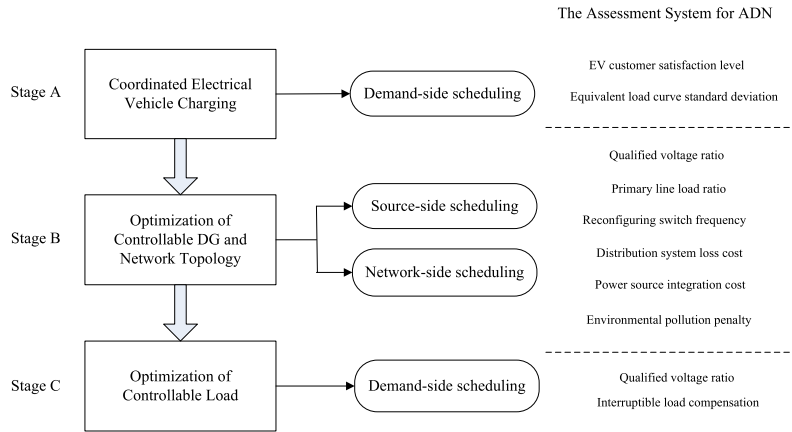 The Assessment System for ADN
Stage A
Coordinated Electrical
Vehicle Charging
Demand-side scheduling
EV customer satisfaction level
Equivalent load curve standard deviation
Stage B
Optimization of
Controllable DG and
Network Topology
Source-side scheduling
Network-side scheduling
Qualified voltage ratio
Primary line load ratio
Reconfiguring switch frequency
Distribution system loss cost
Power source integration cost
Environmental pollution penalty
Stage C
Optimization of
Controllable Load
Demand-side scheduling
Qualified voltage ratio
Interruptible load compensation